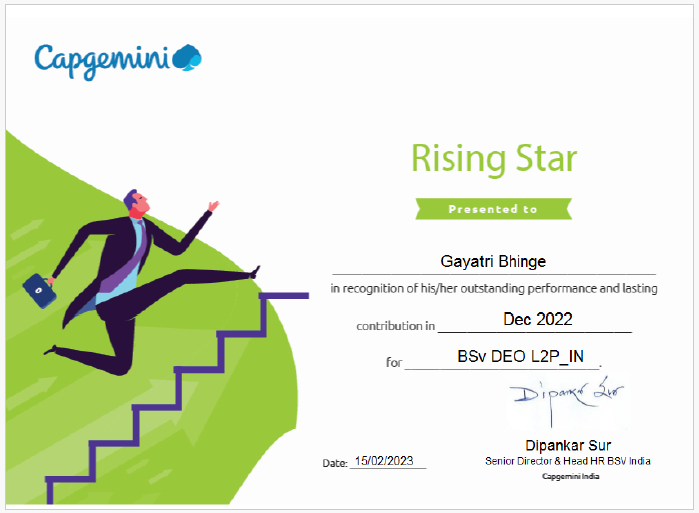 Capgemini
Rising Star
Presented to
Gayatri Bhinge
in recognition of his/her outstanding performance and lasting
contribution in Dec 2022
for BSv DEO L2P_IN.
Dipankar Sur
Dipankar Sur
Date: 15/02/2023
Senior Director & Head HR BSV India
Capgemini India